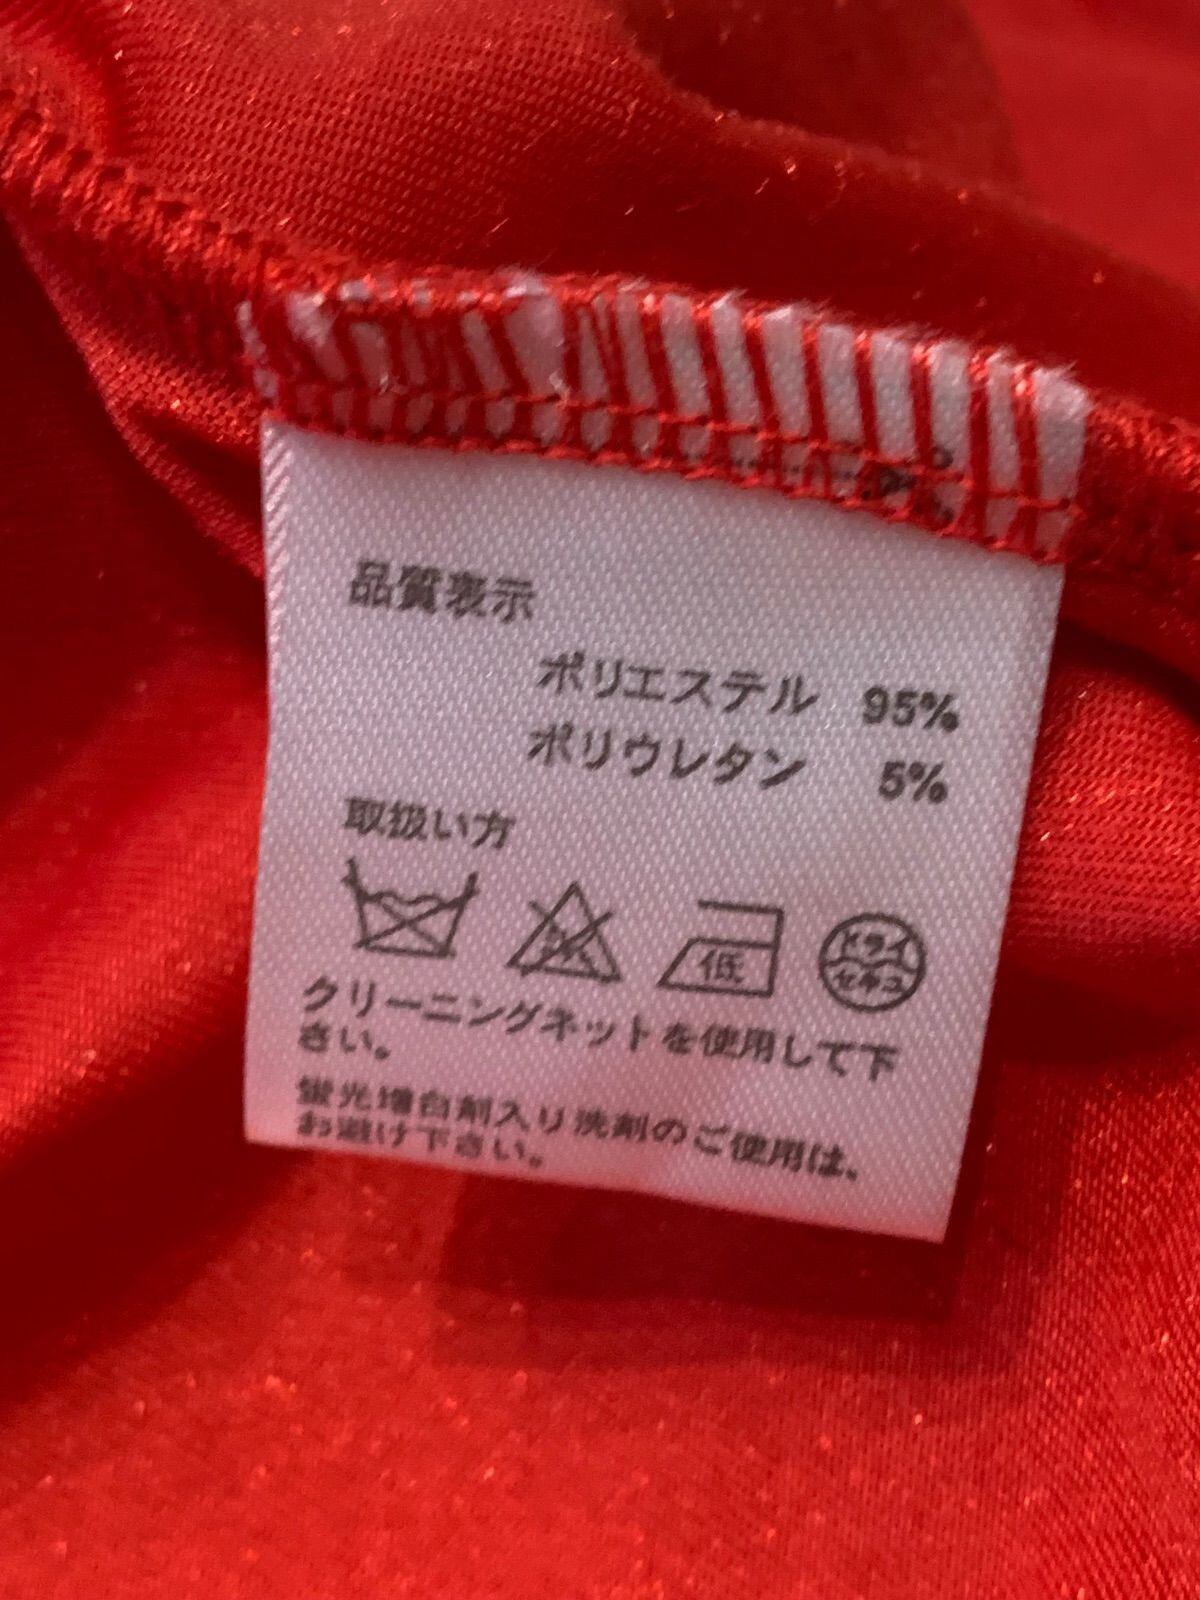 品質表示
ポリエステル 95%
ポリウレタン 5%
取扱い方
低
ドライ
セキユ
クリーニングネットを使用して下
さい。
蛍光増白剤入り洗剤のご使用は、
お避け下さい。